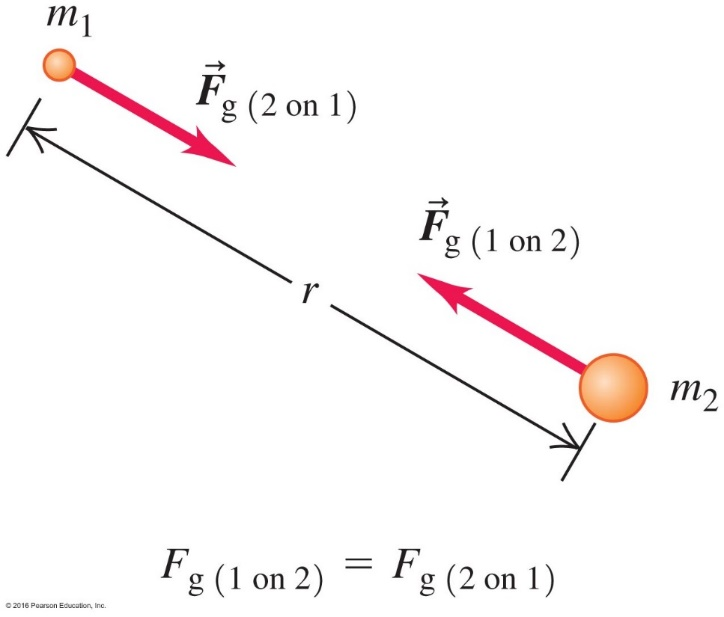 m₁
F⃗g (2 on 1)
F⃗g (1 on 2)
r
m₂
Fg (1 on 2) = Fg (2 on 1)
© 2016 Pearson Education, Inc.